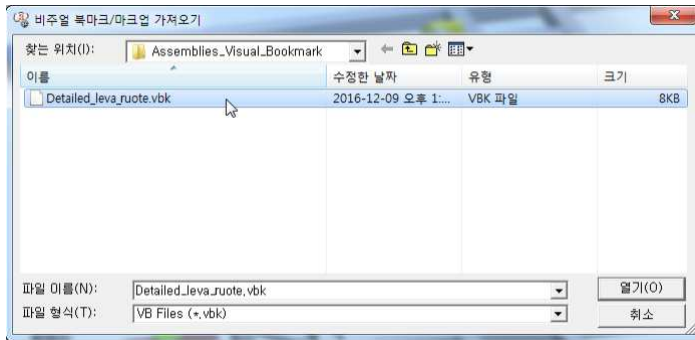 비주얼 북마크/마크업 가져오기
찾는 위치(I): Assemblies_Visual_Bookmark
이름 수정한 날짜 유형 크기
Detailed_leva_ruote.vbk 2016-12-09 오후 1:... VBK 파일 8KB
파일 이름(N): Detailed_leva_ruote.vbk 열기(O)
파일 형식(T): VB Files (*.vbk) 취소